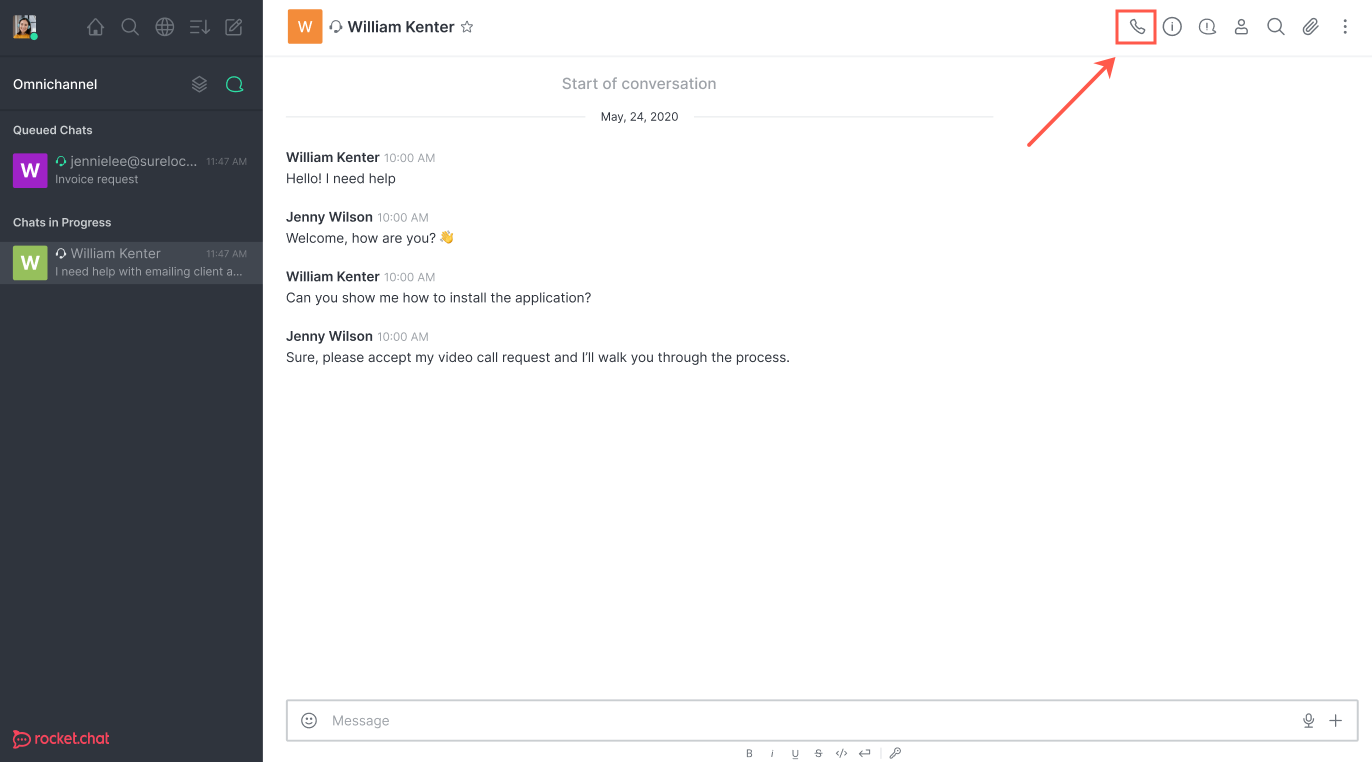 Omnichannel
Queued Chats
W
jennielee@sureloc... 11:47 AM
Invoice request
Chats in Progress
W
William Kenter 11:47 AM
I need help with emailing client a...
rocket.chat
W William Kenter
Start of conversation
May, 24, 2020
William Kenter 10:00 AM
Hello! I need help
Jenny Wilson 10:00 AM
Welcome, how are you? 👋
William Kenter 10:00 AM
Can you show me how to install the application?
Jenny Wilson 10:00 AM
Sure, please accept my video call request and I’ll walk you through the process.
Message
B i U S </>